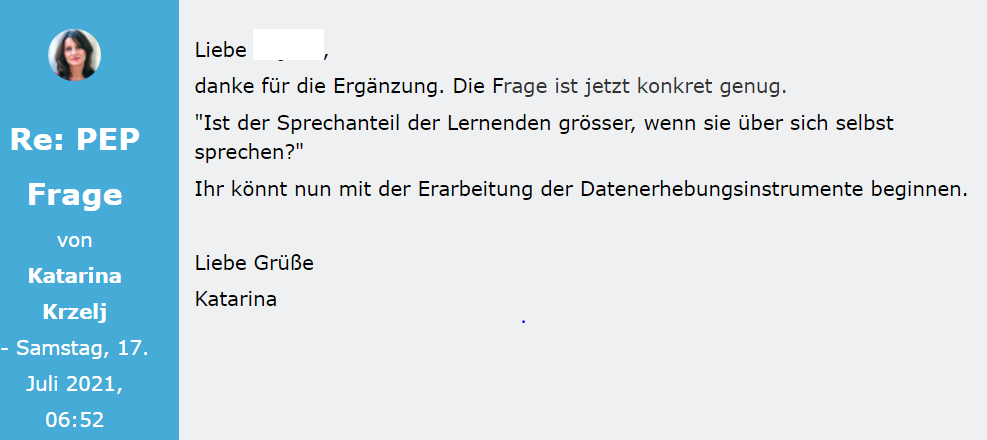 Re: PEP
Frage
von
Katarina
Krzelj
- Samstag, 17.
Juli 2021,
06:52
Liebe ,
danke für die Ergänzung. Die Frage ist jetzt konkret genug.
"Ist der Sprechanteil der Lernenden grösser, wenn sie über sich selbst
sprechen?"
Ihr könnt nun mit der Erarbeitung der Datenerhebungsinstrumente beginnen.
Liebe Grüße
Katarina